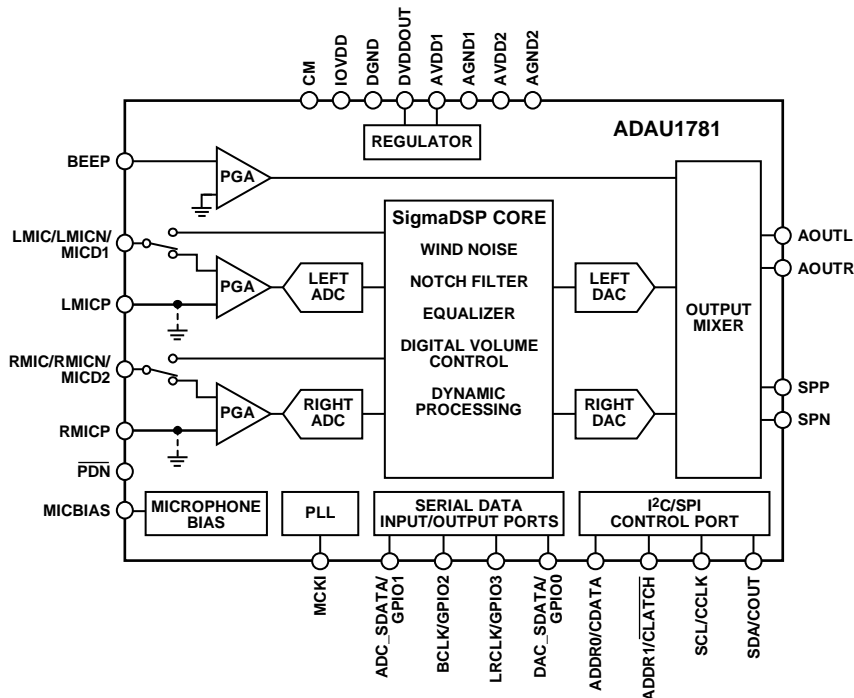 CM
IOVDD
DGND
DVDDOUT
AVDD1
AGND1
AVDD2
AGND2
ADAU1781
REGULATOR
BEEP
PGA
LMIC/LMICN/
MICD1
LMICP
PGA
LEFT
ADC
RMIC/RMICN/
MICD2
RMICP
PGA
RIGHT
ADC
SigmaDSP CORE
WIND NOISE
NOTCH FILTER
EQUALIZER
DIGITAL VOLUME
CONTROL
DYNAMIC
PROCESSING
LEFT
DAC
RIGHT
DAC
OUTPUT
MIXER
AOUTL
AOUTR
SPP
SPN
PDN
MICBIAS
MICROPHONE
BIAS
PLL
SERIAL DATA
INPUT/OUTPUT PORTS
I²C/SPI
CONTROL PORT
MCKI
ADC_SDATA/
GPIO1
BCLK/GPIO2
LRCLK/GPIO3
DAC_SDATA/
GPIO0
ADDR0/CDATA
ADDR1/CLATCH
SCL/CCLK
SDA/COUT